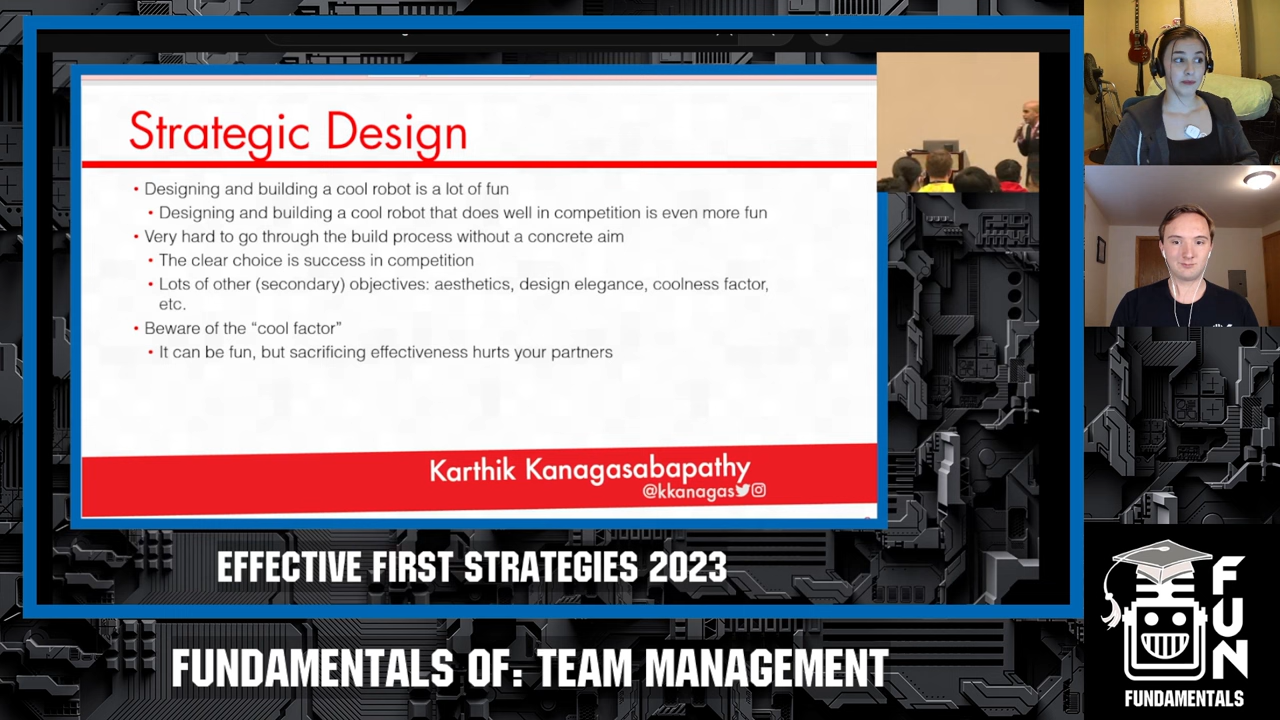 Strategic Design
• Designing and building a cool robot is a lot of fun
• Designing and building a cool robot that does well in competition is even more fun
• Very hard to go through the build process without a concrete aim
• The clear choice is success in competition
• Lots of other (secondary) objectives: aesthetics, design elegance, coolness factor,
etc.
• Beware of the “cool factor”
• It can be fun, but sacrificing effectiveness hurts your partners
Karthik Kanagasabapathy
@kkanagas
EFFECTIVE FIRST STRATEGIES 2023
FUNDAMENTALS OF: TEAM MANAGEMENT
FUN
FUNDAMENTALS